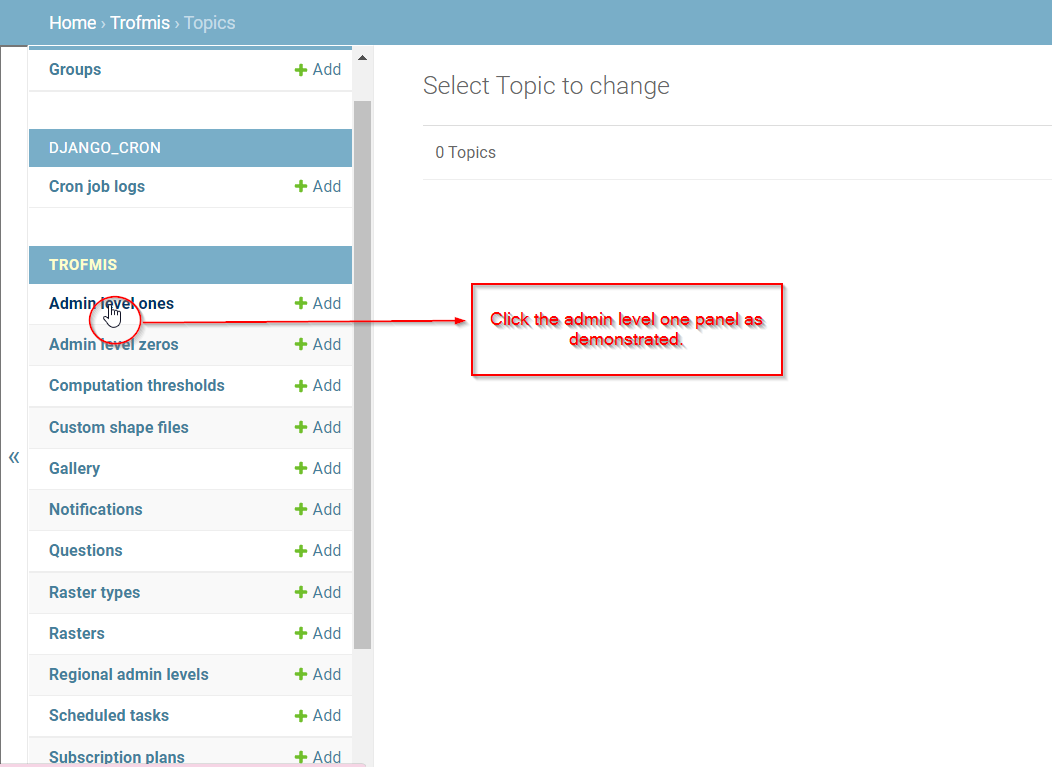 Home › Trofmis › Topics
Groups Add
DJANGO_CRON
Cron job logs Add
TROFMIS
Admin level ones Add
Admin level zeros Add
Computation thresholds Add
Custom shape files Add
Gallery Add
Notifications Add
Questions Add
Raster types Add
Rasters Add
Regional admin levels Add
Scheduled tasks Add
Subscription plans Add
«
Select Topic to change
0 Topics
Click the admin level one panel as
demonstrated.